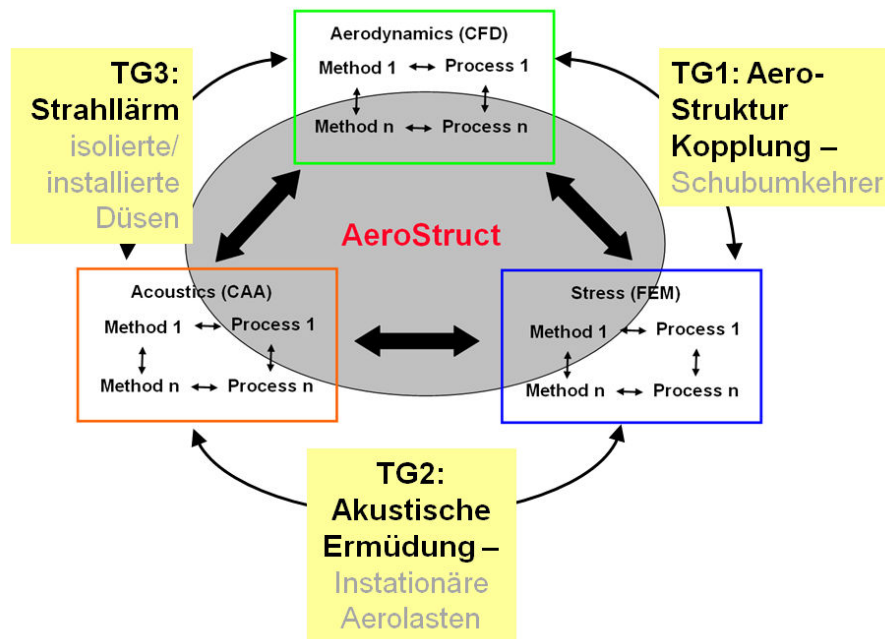 Aerodynamics (CFD)
Method 1 Process 1
Method n Process n
TG3:
Strahllärm
isolierte/
installierte
Düsen
TG1: Aero-
Struktur
Kopplung –
Schubumkehrer
AeroStruct
Acoustics (CAA)
Method 1 Process 1
Method n Process n
Stress (FEM)
Method 1 Process 1
Method n Process n
TG2:
Akustische
Ermüdung –
Instationäre
Aerolasten